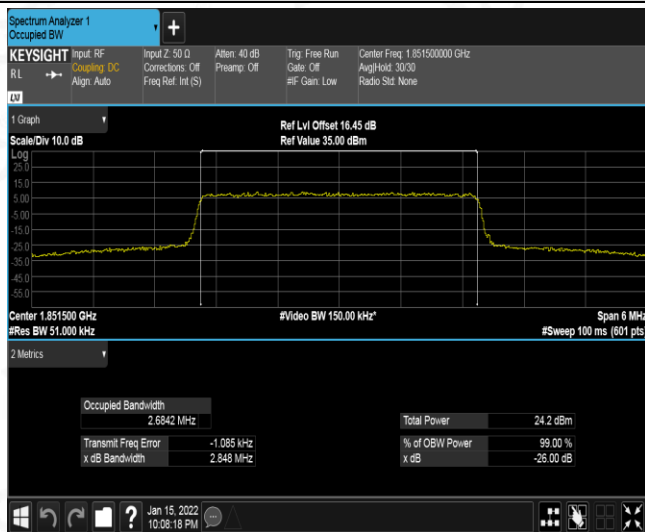 Spectrum Analyzer 1
Occupied BW
KEYSIGHT Input: RF Input Z: 50 Ω Atten: 40 dB Trig: Free Run Center Freq: 1.851500000 GHz
RL Coupling: DC Corrections: Off Preamp: Off Gate: Off Avg|Hold: 30/30
Align: Auto Freq Ref: Int (S) #IF Gain: Low Radio Std: None
LXI
1 Graph Ref Lvl Offset 16.45 dB
Scale/Div 10.0 dB Ref Value 35.00 dBm
Log
25.0
15.0
5.00
-5.00
-15.0
-25.0
-35.0
-45.0
-55.0
Center 1.851500 GHz #Video BW 150.00 kHz* Span 6 MHz
#Res BW 51.000 kHz #Sweep 100 ms (601 pts)
2 Metrics
Occupied Bandwidth
2.6842 MHz Total Power 24.2 dBm
Transmit Freq Error -1.085 kHz % of OBW Power 99.00 %
x dB Bandwidth 2.848 MHz x dB -26.00 dB
? Jan 15, 2022
10:08:18 PM